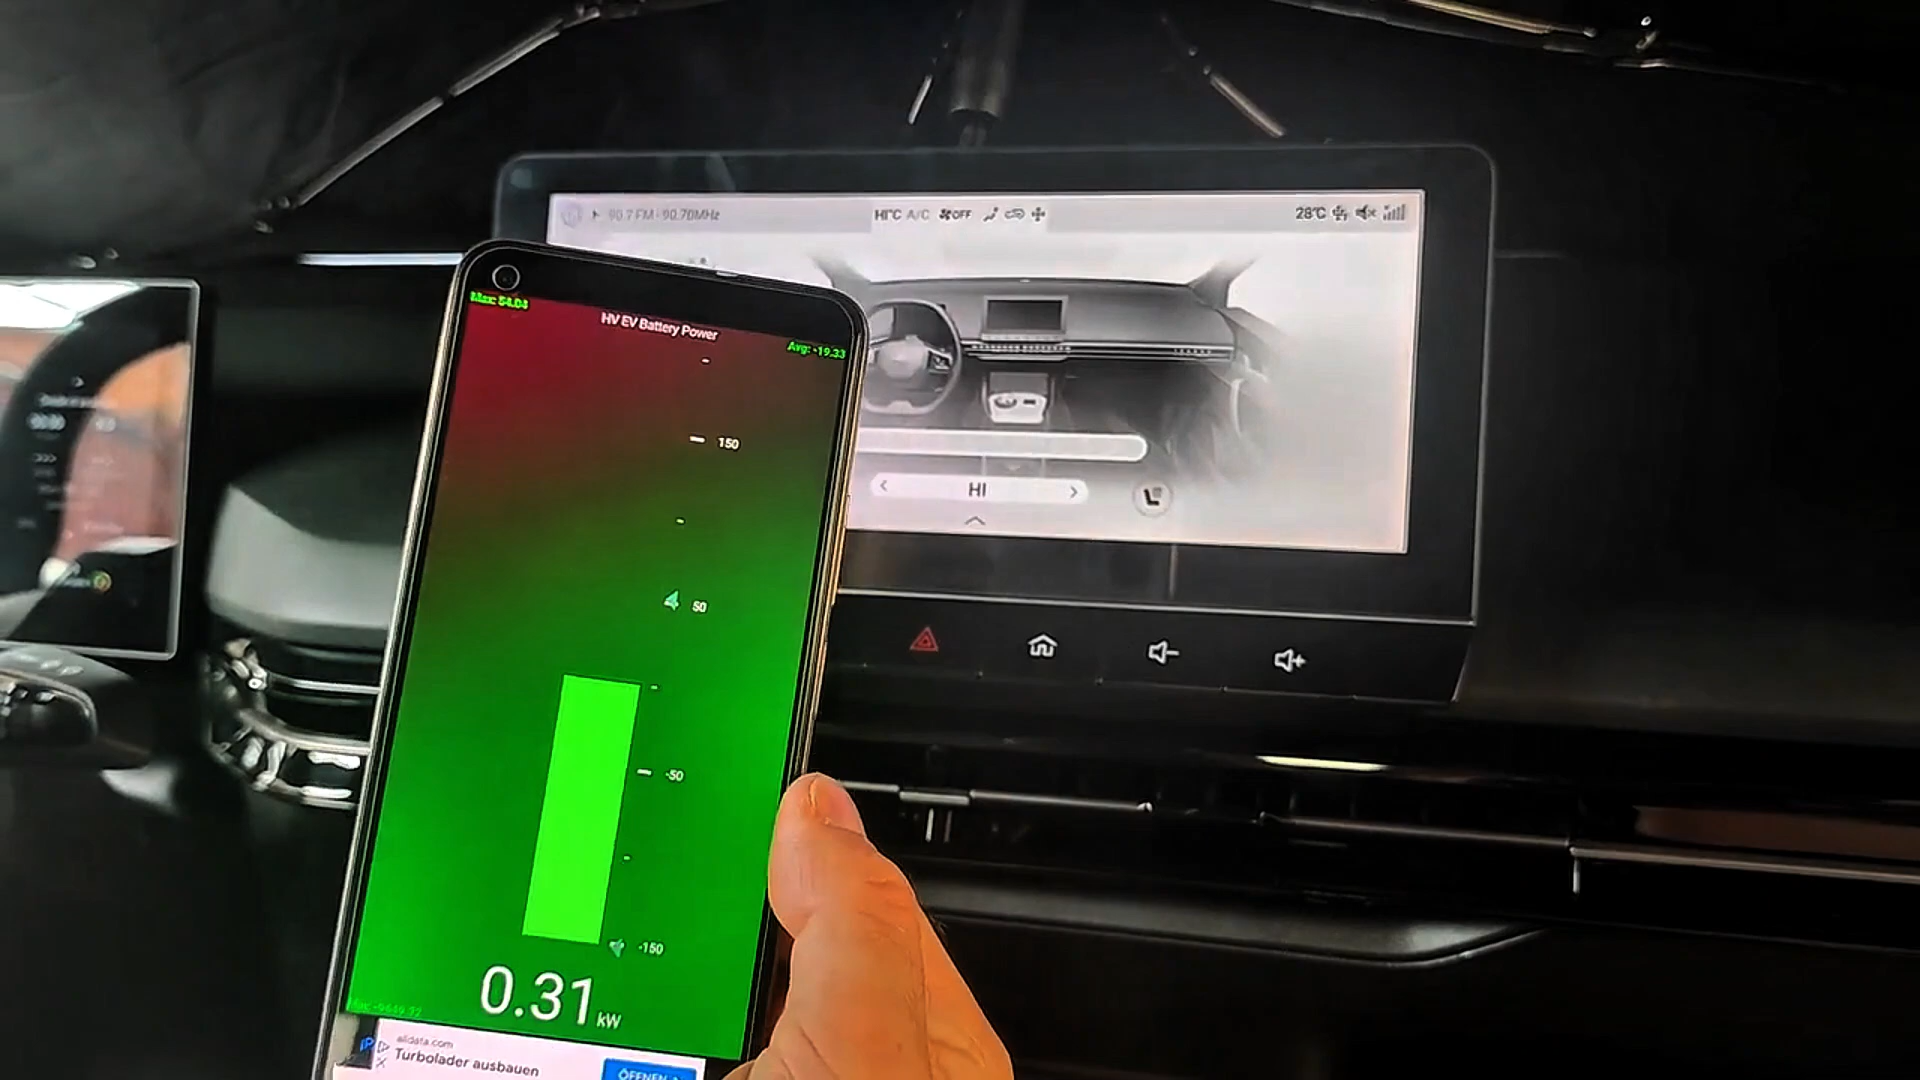 90.7 FM - 90.70MHz
HI°C A/C OFF
28°C
Max: 54.04
HV EV Battery Power
Avg: -19.33
150
50
-50
-150
HI
0.31 kW
alldata.com
Turbolader ausbauen
ÖFFNEN